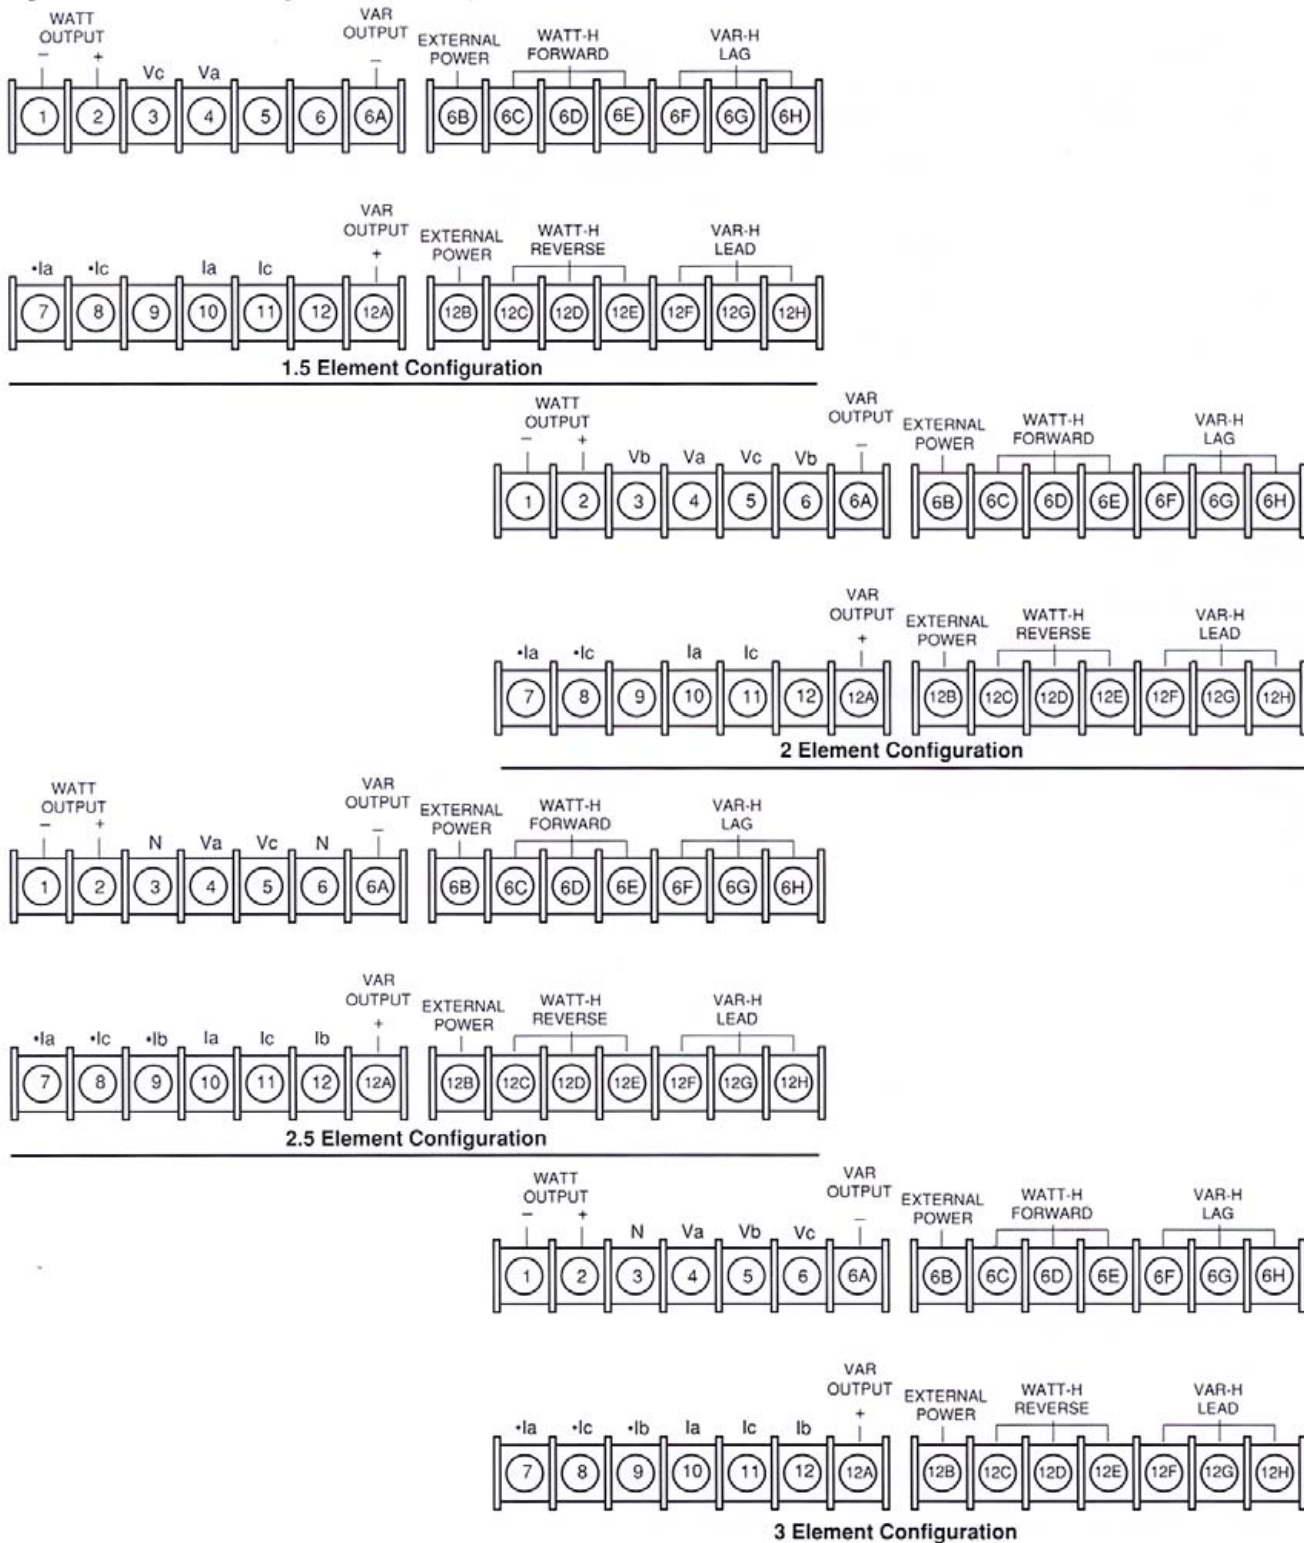 WATT
OUTPUT
VAR
OUTPUT
EXTERNAL
POWER
WATT-H
FORWARD
VAR-H
LAG
– + Vc Va –
1 2 3 4 5 6 6A 6B 6C 6D 6E 6F 6G 6H
VAR
OUTPUT
EXTERNAL
POWER
WATT-H
REVERSE
VAR-H
LEAD
•Ia •Ic Ia Ic +
7 8 9 10 11 12 12A 12B 12C 12D 12E 12F 12G 12H
1.5 Element Configuration
WATT
OUTPUT
VAR
OUTPUT
EXTERNAL
POWER
WATT-H
FORWARD
VAR-H
LAG
– + Vb Va Vc Vb –
1 2 3 4 5 6 6A 6B 6C 6D 6E 6F 6G 6H
VAR
OUTPUT
EXTERNAL
POWER
WATT-H
REVERSE
VAR-H
LEAD
•Ia •Ic Ia Ic +
7 8 9 10 11 12 12A 12B 12C 12D 12E 12F 12G 12H
2 Element Configuration
WATT
OUTPUT
VAR
OUTPUT
EXTERNAL
POWER
WATT-H
FORWARD
VAR-H
LAG
– + N Va Vc N –
1 2 3 4 5 6 6A 6B 6C 6D 6E 6F 6G 6H
VAR
OUTPUT
EXTERNAL
POWER
WATT-H
REVERSE
VAR-H
LEAD
•Ia •Ic •Ib Ia Ic Ib +
7 8 9 10 11 12 12A 12B 12C 12D 12E 12F 12G 12H
2.5 Element Configuration
WATT
OUTPUT
VAR
OUTPUT
EXTERNAL
POWER
WATT-H
FORWARD
VAR-H
LAG
– + N Va Vb Vc –
1 2 3 4 5 6 6A 6B 6C 6D 6E 6F 6G 6H
VAR
OUTPUT
EXTERNAL
POWER
WATT-H
REVERSE
VAR-H
LEAD
•Ia •Ic •Ib Ia Ic Ib +
7 8 9 10 11 12 12A 12B 12C 12D 12E 12F 12G 12H
3 Element Configuration